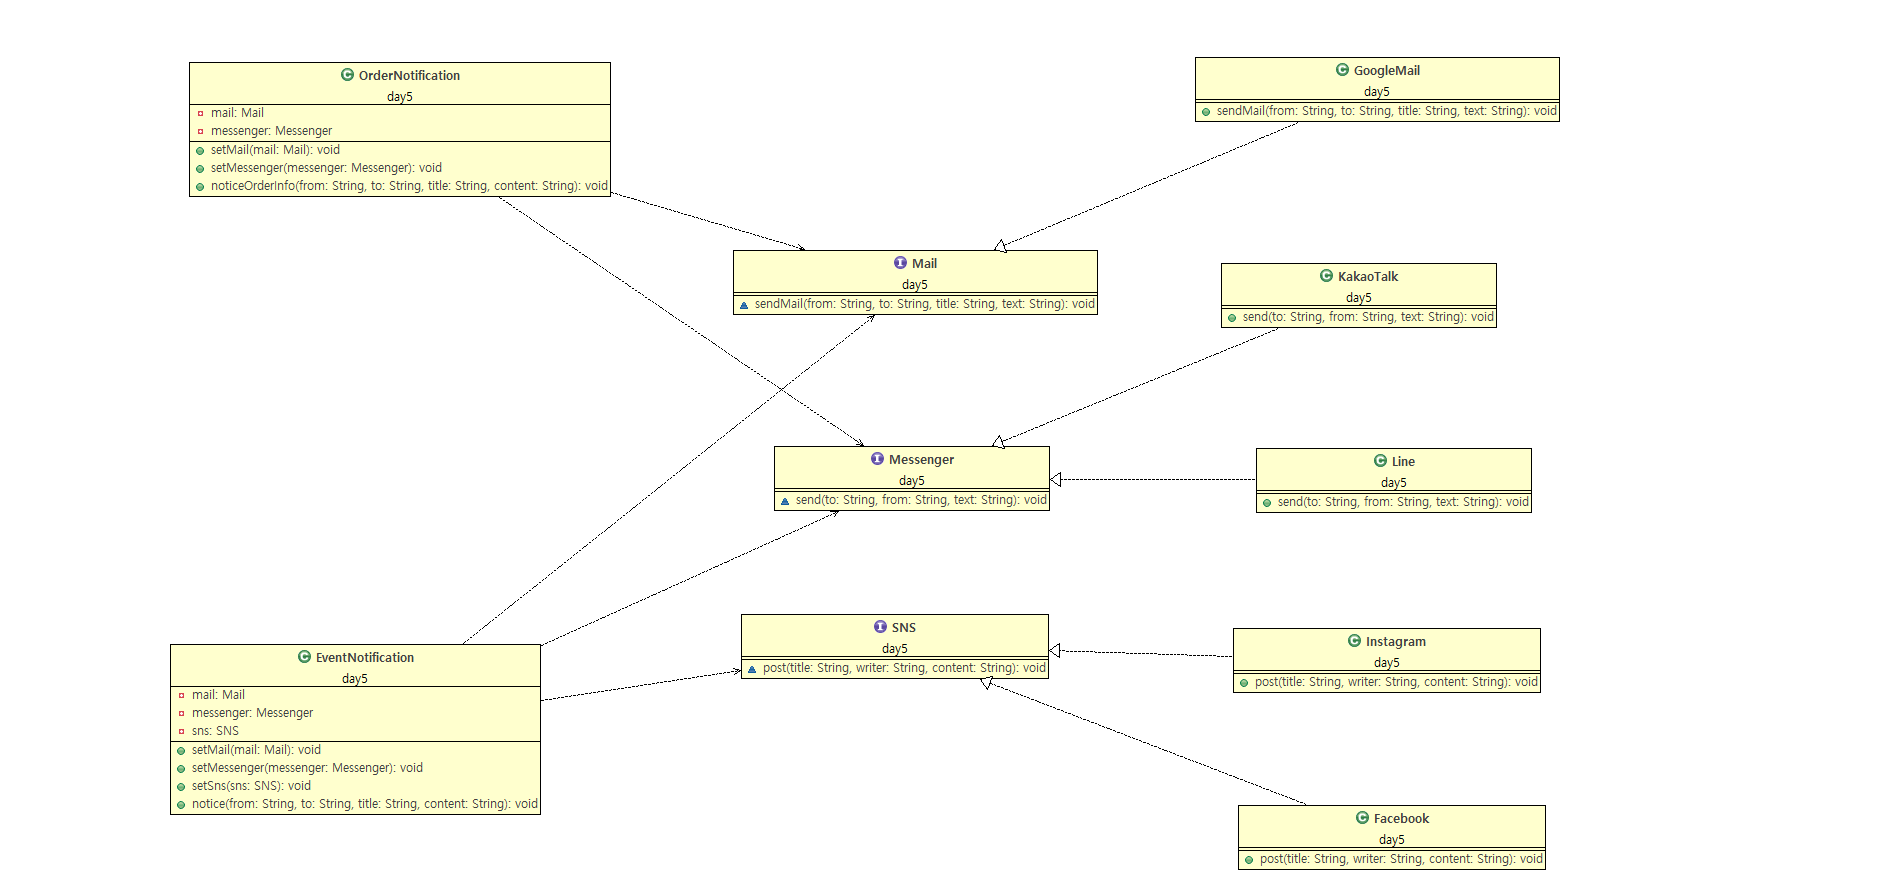 OrderNotification
day5
mail: Mail
messenger: Messenger
setMail(mail: Mail): void
setMessenger(messenger: Messenger): void
noticeOrderInfo(from: String, to: String, title: String, content: String): void
GoogleMail
day5
sendMail(from: String, to: String, title: String, text: String): void
Mail
day5
sendMail(from: String, to: String, title: String, text: String): void
KakaoTalk
day5
send(to: String, from: String, text: String): void
Messenger
day5
send(to: String, from: String, text: String): void
Line
day5
send(to: String, from: String, text: String): void
SNS
day5
post(title: String, writer: String, content: String): void
Instagram
day5
post(title: String, writer: String, content: String): void
EventNotification
day5
mail: Mail
messenger: Messenger
sns: SNS
setMail(mail: Mail): void
setMessenger(messenger: Messenger): void
setSns(sns: SNS): void
notice(from: String, to: String, title: String, content: String): void
Facebook
day5
post(title: String, writer: String, content: String): void